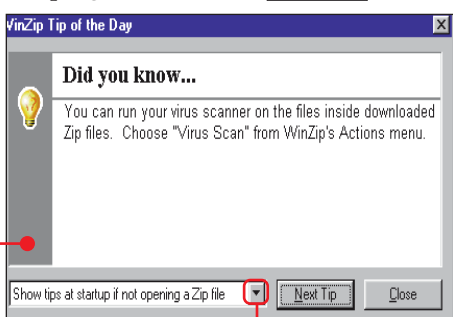 WinZip Tip of the Day
Did you know...
You can run your virus scanner on the files inside downloaded
Zip files. Choose "Virus Scan" from WinZip's Actions menu.
Show tips at startup if not opening a Zip file
Next Tip
Close